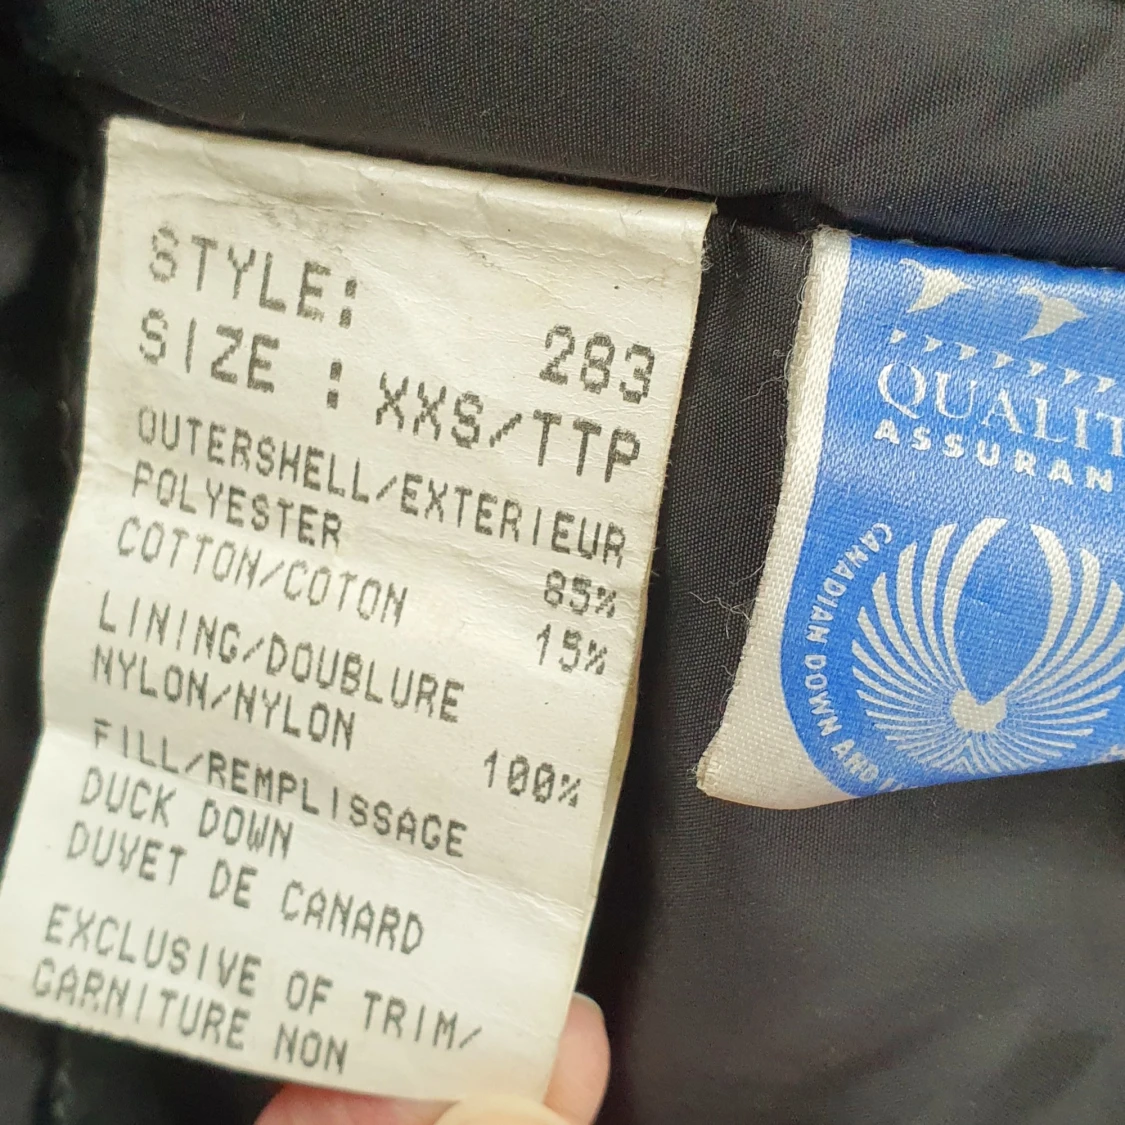 STYLE:
283
SIZE : XXS/TTP
OUTERSHELL/EXTERIEUR
POLYESTER 85%
COTTON/COTON 15%
LINING/DOUBLURE
NYLON/NYLON 100%
FILL/REMPLISSAGE
DUCK DOWN
DUVET DE CANARD
EXCLUSIVE OF TRIM/
GARNITURE NON
QUALIT
ASSURAN
CANADIAN DOWN AND